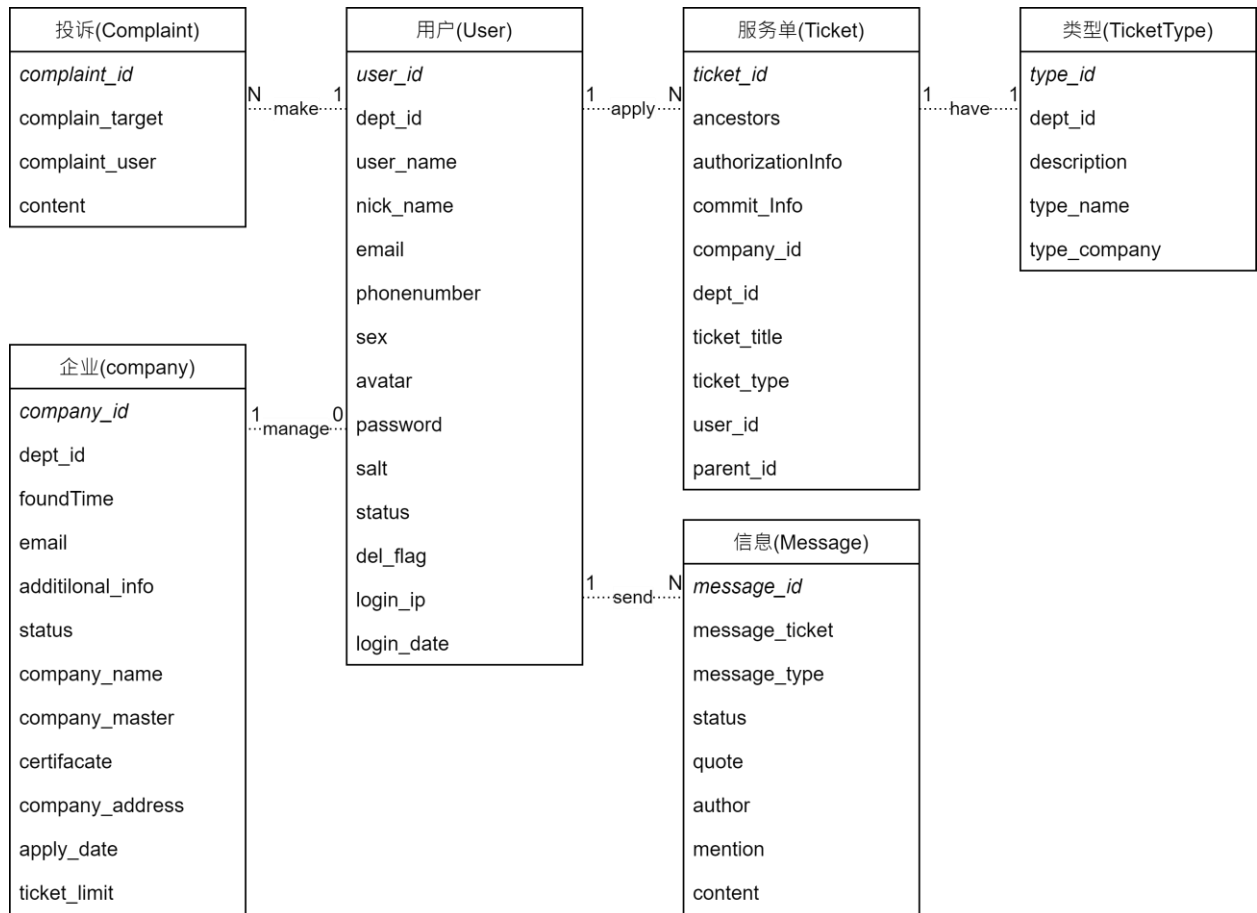 投诉(Complaint)
complaint_id
complain_target
complaint_user
content
N
make
1
用户(User)
user_id
dept_id
user_name
nick_name
email
phonenumber
sex
avatar
password
salt
status
del_flag
login_ip
login_date
1
apply
N
服务单(Ticket)
ticket_id
ancestors
authorizationInfo
commit_Info
company_id
dept_id
ticket_title
ticket_type
user_id
parent_id
1
have
1
类型(TicketType)
type_id
dept_id
description
type_name
type_company
企业(company)
company_id
dept_id
foundTime
email
additilonal_info
status
company_name
company_master
certifacate
company_address
apply_date
ticket_limit
1
manage
0
1
send
N
信息(Message)
message_id
message_ticket
message_type
status
quote
author
mention
content